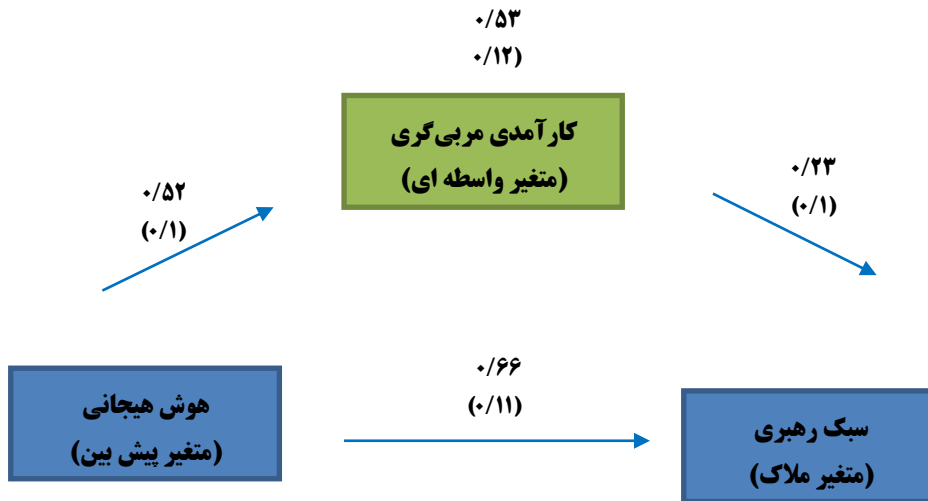 ۰/۵۳
۰/۱۲)
کارآمدی مربی‌گری
(متغیر واسطه ای)
۰/۵۲
(۰/۱)
۰/۲۳
(۰/۱)
۰/۶۶
(۰/۱۱)
هوش هیجانی
(متغیر پیش بین)
سبک رهبری
(متغیر ملاک)